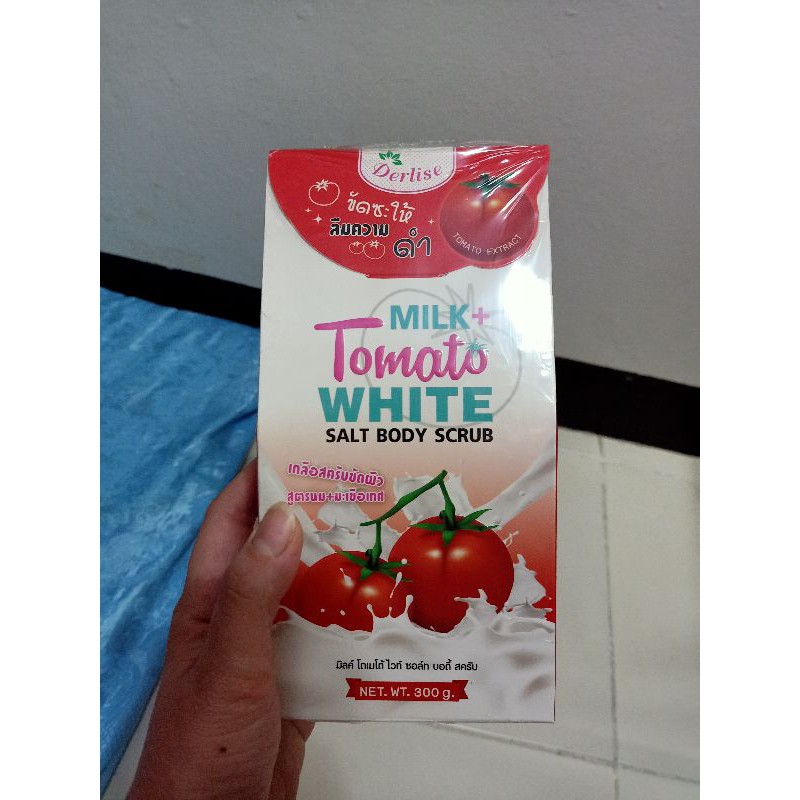 Derlise
ขัดซะให้
ลืมความ
ดำ
TOMATO EXTRACT
MILK+
Tomato
WHITE
SALT BODY SCRUB
เกลือสครับขัดผิว
สูตรนม+มะเขือเทศ
มิลค์ โทเมโท้ ไวท์ ซอล์ท บอดี้ สครับ
NET. WT. 300 g.